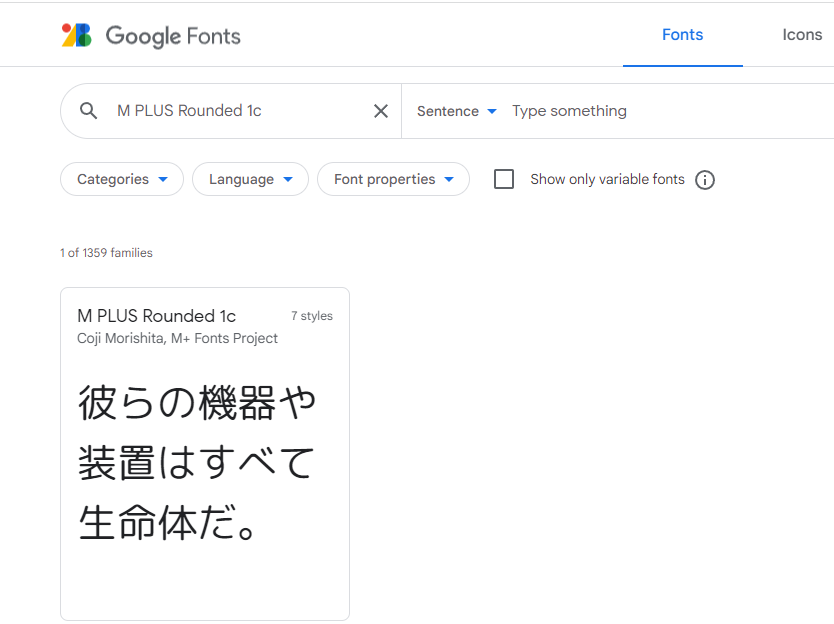 Google Fonts
Fonts
Icons
M PLUS Rounded 1c
Sentence
Type something
Categories
Language
Font properties
Show only variable fonts
1 of 1359 families
M PLUS Rounded 1c
7 styles
Coji Morishita, M+ Fonts Project
彼らの機器や
装置はすべて
生命体だ。